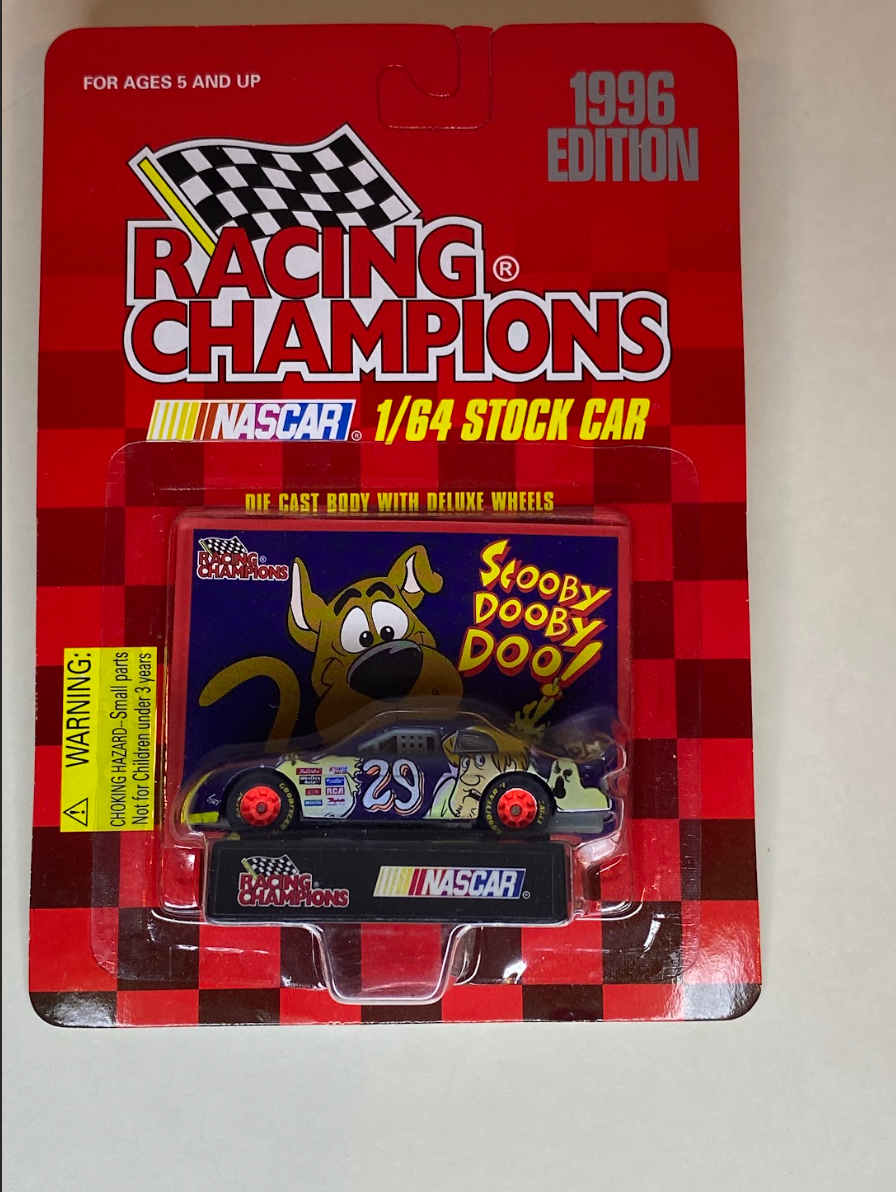 FOR AGES 5 AND UP
1996
EDITION
RACING
CHAMPIONS®
NASCAR® 1/64 STOCK CAR
DIE CAST BODY WITH DELUXE WHEELS
RACING
CHAMPIONS®
SCOOBY
DOOBY
DOO!
WARNING:
CHOKING HAZARD-Small parts
Not for Children under 3 years
29
RCA
GOODYEAR
RACING
CHAMPIONS®
NASCAR®